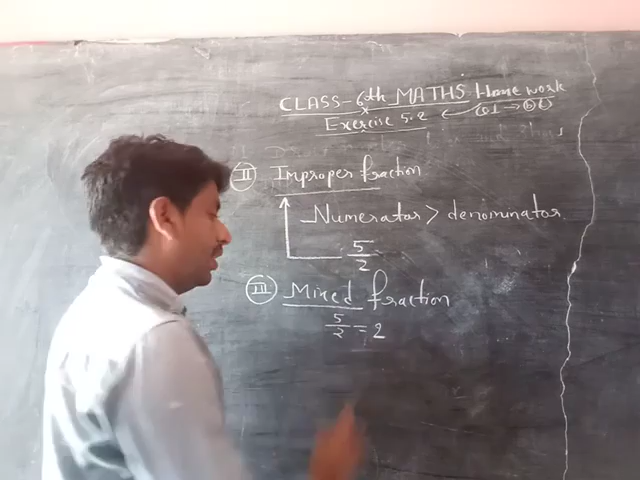 CLASS-6th MATHS Home work
Exercise 5.2
II Improper fraction
Numerator > denominator
5/2
III Mixed fraction
5/2 = 2